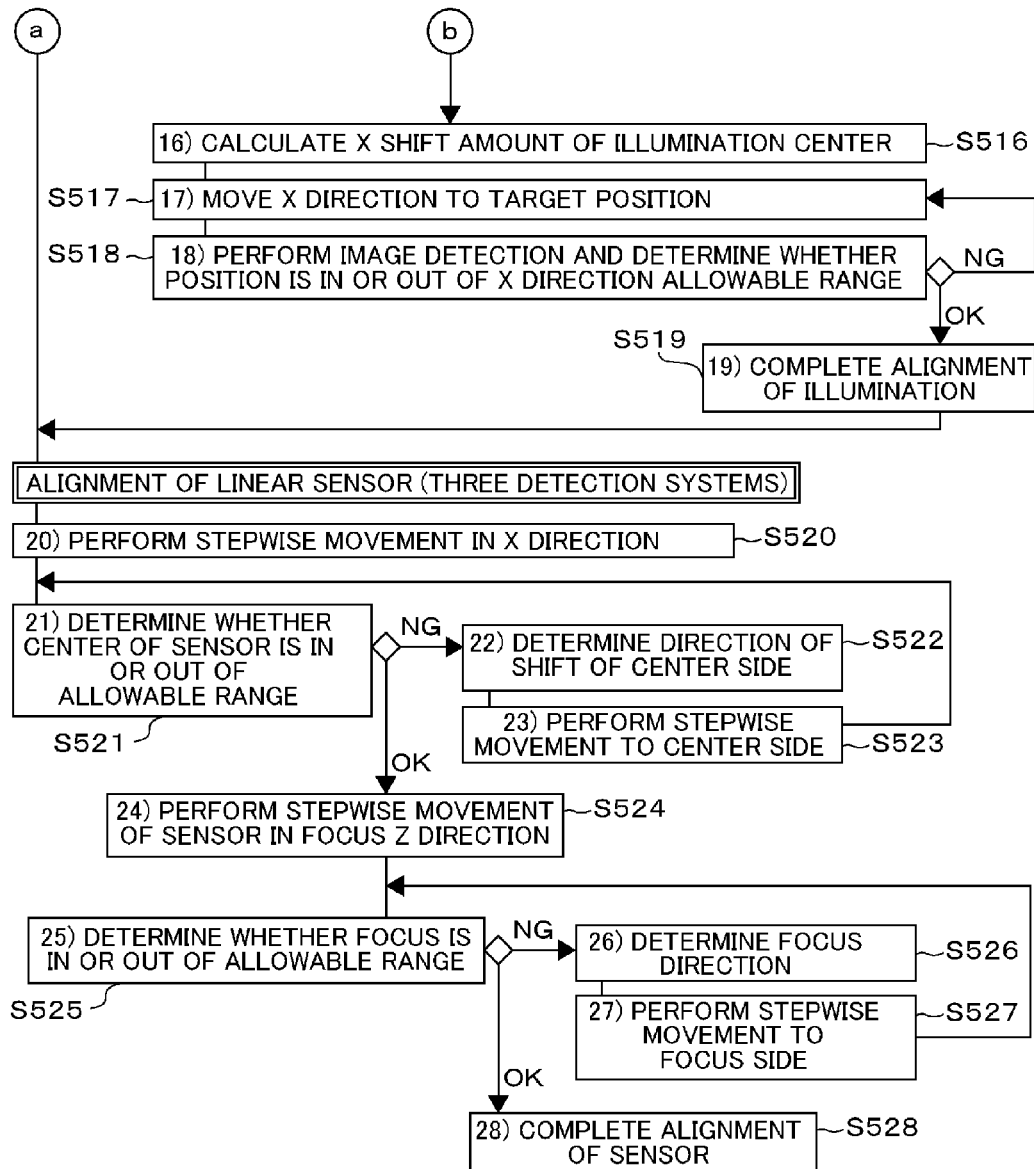 a
b
16) CALCULATE X SHIFT AMOUNT OF ILLUMINATION CENTER
S516
S517
17) MOVE X DIRECTION TO TARGET POSITION
S518
18) PERFORM IMAGE DETECTION AND DETERMINE WHETHER
POSITION IS IN OR OUT OF X DIRECTION ALLOWABLE RANGE
NG
OK
S519
19) COMPLETE ALIGNMENT
OF ILLUMINATION
ALIGNMENT OF LINEAR SENSOR (THREE DETECTION SYSTEMS)
20) PERFORM STEPWISE MOVEMENT IN X DIRECTION
S520
21) DETERMINE WHETHER
CENTER OF SENSOR IS IN
OR OUT OF
ALLOWABLE RANGE
S521
NG
22) DETERMINE DIRECTION OF
SHIFT OF CENTER SIDE
S522
23) PERFORM STEPWISE
MOVEMENT TO CENTER SIDE
S523
OK
24) PERFORM STEPWISE MOVEMENT
OF SENSOR IN FOCUS Z DIRECTION
S524
25) DETERMINE WHETHER FOCUS IS
IN OR OUT OF ALLOWABLE RANGE
S525
NG
26) DETERMINE FOCUS
DIRECTION
S526
27) PERFORM STEPWISE
MOVEMENT TO
FOCUS SIDE
S527
OK
28) COMPLETE ALIGNMENT
OF SENSOR
S528